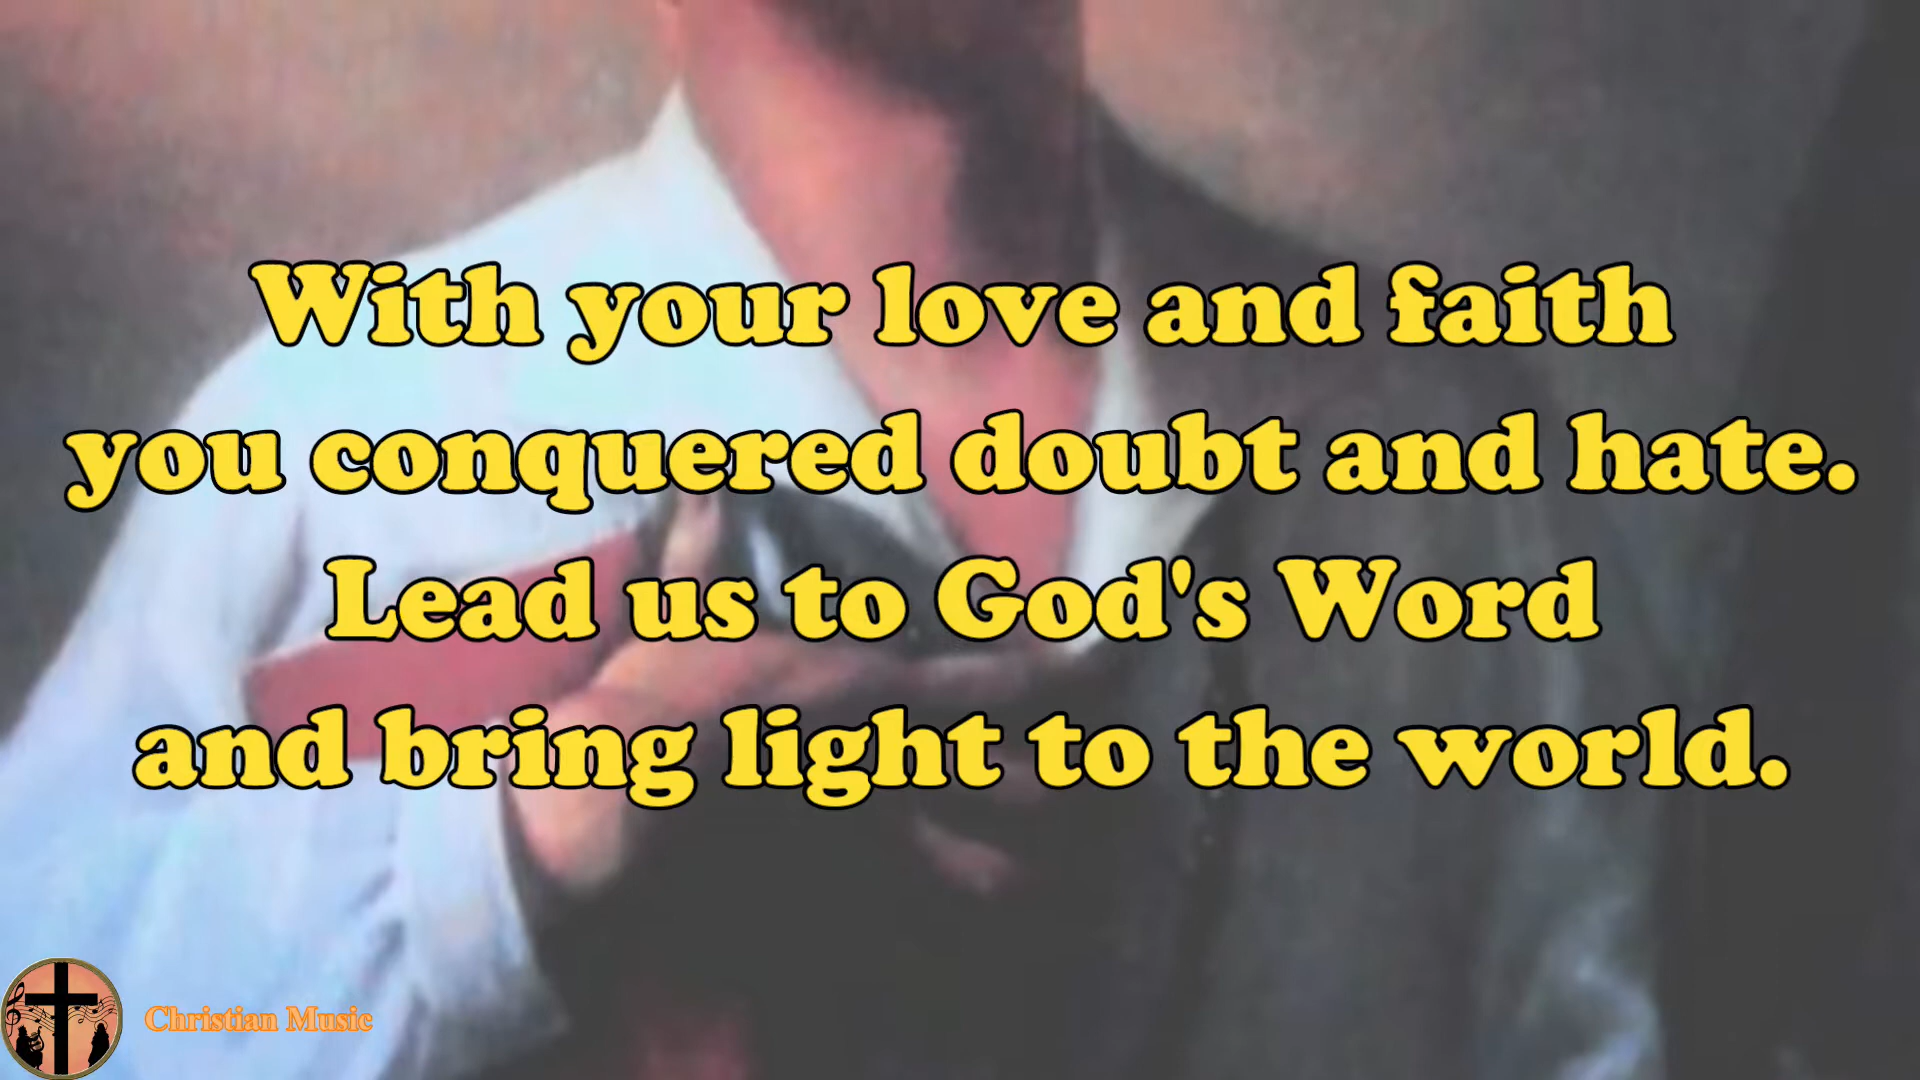 With your love and faith
you conquered doubt and hate.
Lead us to God's Word
and bring light to the world.
Christian Music